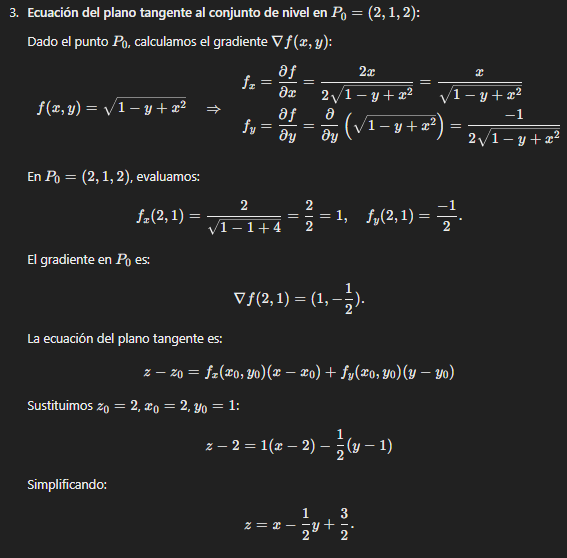 3. Ecuación del plano tangente al conjunto de nivel en $P_0 = (2, 1, 2)$:
Dado el punto $P_0$, calculamos el gradiente $\nabla f(x, y)$:
$f(x, y) = \sqrt{1 - y + x^2} \quad \Rightarrow \quad \begin{matrix} f_x = \frac{\partial f}{\partial x} = \frac{2x}{2\sqrt{1 - y + x^2}} = \frac{x}{\sqrt{1 - y + x^2}} \\ f_y = \frac{\partial f}{\partial y} = \frac{\partial}{\partial y} \left( \sqrt{1 - y + x^2} \right) = \frac{-1}{2\sqrt{1 - y + x^2}} \end{matrix}$
En $P_0 = (2, 1, 2)$, evaluamos:
$f_x(2, 1) = \frac{2}{\sqrt{1 - 1 + 4}} = \frac{2}{2} = 1, \quad f_y(2, 1) = \frac{-1}{2}.$
El gradiente en $P_0$ es:
$\nabla f(2, 1) = (1, -\frac{1}{2}).$
La ecuación del plano tangente es:
$z - z_0 = f_x(x_0, y_0)(x - x_0) + f_y(x_0, y_0)(y - y_0)$
Sustituimos $z_0 = 2, x_0 = 2, y_0 = 1$:
$z - 2 = 1(x - 2) - \frac{1}{2}(y - 1)$
Simplificando:
$z = x - \frac{1}{2}y + \frac{3}{2}.$